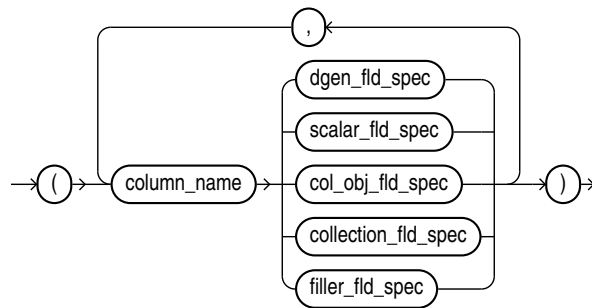 ,
dgen_fld_spec
scalar_fld_spec
( column_name col_obj_fld_spec )
collection_fld_spec
filler_fld_spec